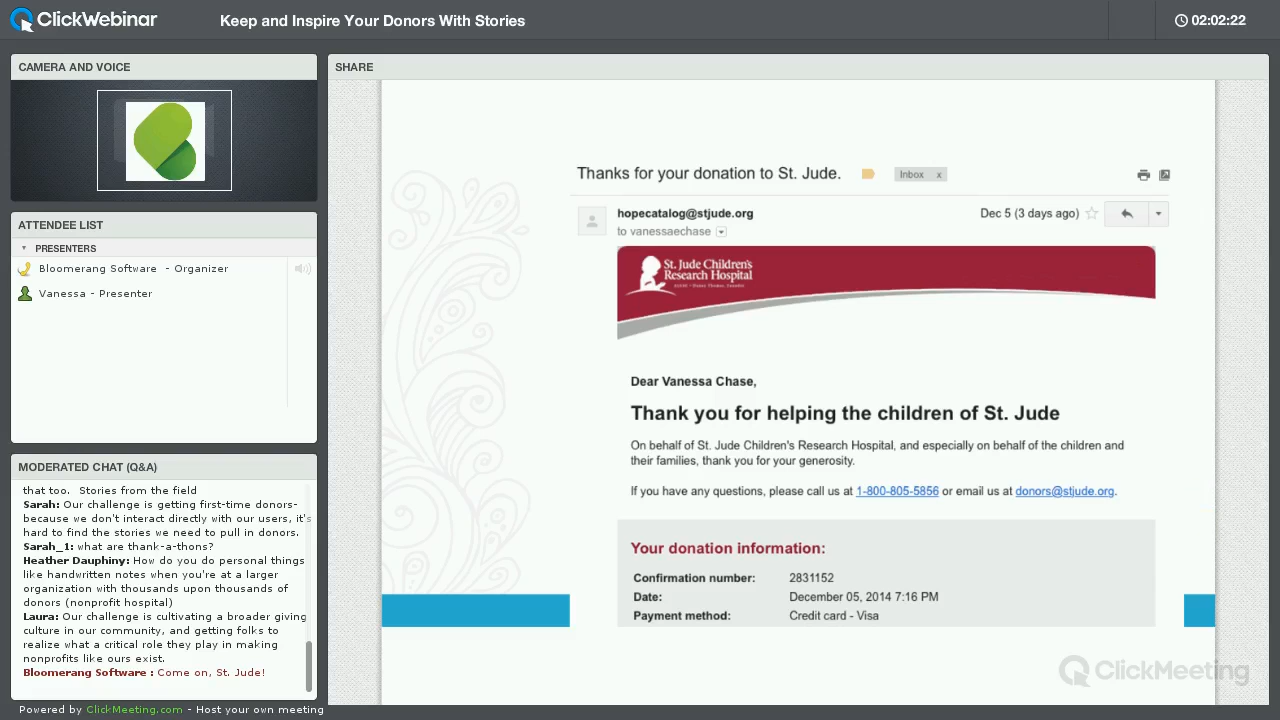 ClickWebinar
Keep and Inspire Your Donors With Stories
02:02:22
CAMERA AND VOICE
SHARE
ATTENDEE LIST
PRESENTERS
Bloomerang Software - Organizer
Vanessa - Presenter
MODERATED CHAT (Q&A)
that too. Stories from the field
Sarah: Our challenge is getting first-time donors-
because we don't interact directly with our users, it's
hard to find the stories we need to pull in donors.
Sarah_1: what are thank-a-thons?
Heather Dauphiny: How do you do personal things
like handwritten notes when you're at a larger
organization with thousands upon thousands of
donors (nonprofit hospital)
Laura: Our challenge is cultivating a broader giving
culture in our community, and getting folks to
realize what a critical role they play in making
nonprofits like ours exist.
Bloomerang Software : Come on, St. Jude!
Powered by ClickMeeting.com - Host your own meeting
Thanks for your donation to St. Jude.
Inbox x
hopecatalog@stjude.org
Dec 5 (3 days ago)
to vanessaechase
St. Jude Children's
Research Hospital
Danny Thomas, Founder
Dear Vanessa Chase,
Thank you for helping the children of St. Jude
On behalf of St. Jude Children's Research Hospital, and especially on behalf of the children and
their families, thank you for your generosity.
If you have any questions, please call us at 1-800-805-5856 or email us at donors@stjude.org.
Your donation information:
Confirmation number: 2831152
Date: December 05, 2014 7:16 PM
Payment method: Credit card - Visa
ClickMeeting